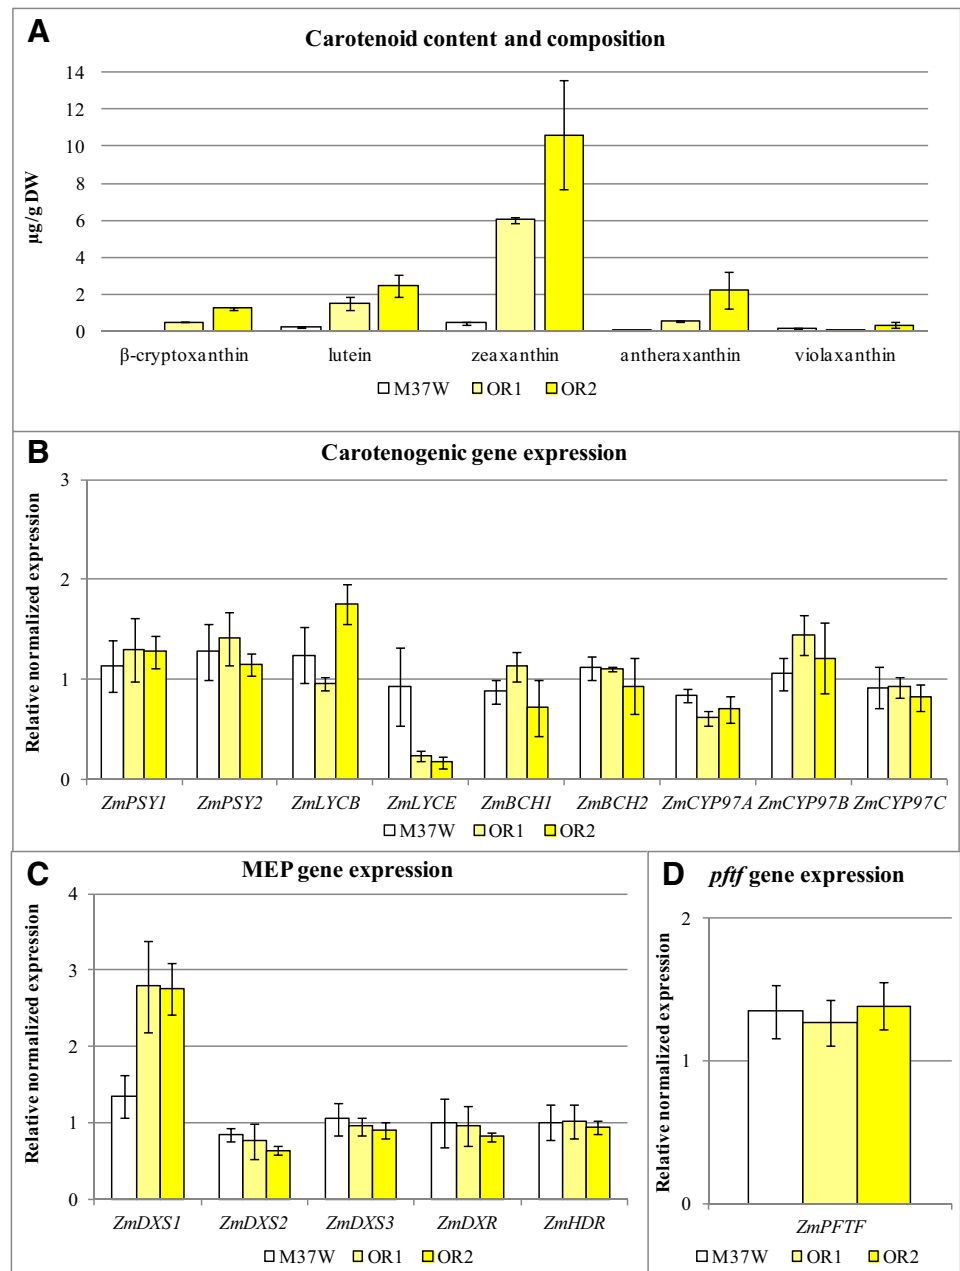 A
Carotenoid content and composition
μg/g DW
14
12
10
8
6
4
2
0
β-cryptoxanthin lutein zeaxanthin antheraxanthin violaxanthin
M37W OR1 OR2
B
Carotenogenic gene expression
Relative normalized expression
3
2
1
0
ZmPSY1 ZmPSY2 ZmLYCB ZmLYCE ZmBCH1 ZmBCH2 ZmCYP97A ZmCYP97B ZmCYP97C
M37W OR1 OR2
C
MEP gene expression
Relative normalized expression
4
3
2
1
0
ZmDXS1 ZmDXS2 ZmDXS3 ZmDXR ZmHDR
M37W OR1 OR2
D
pftf gene expression
Relative normalized expression
2
1
0
ZmPFTF
M37W OR1 OR2